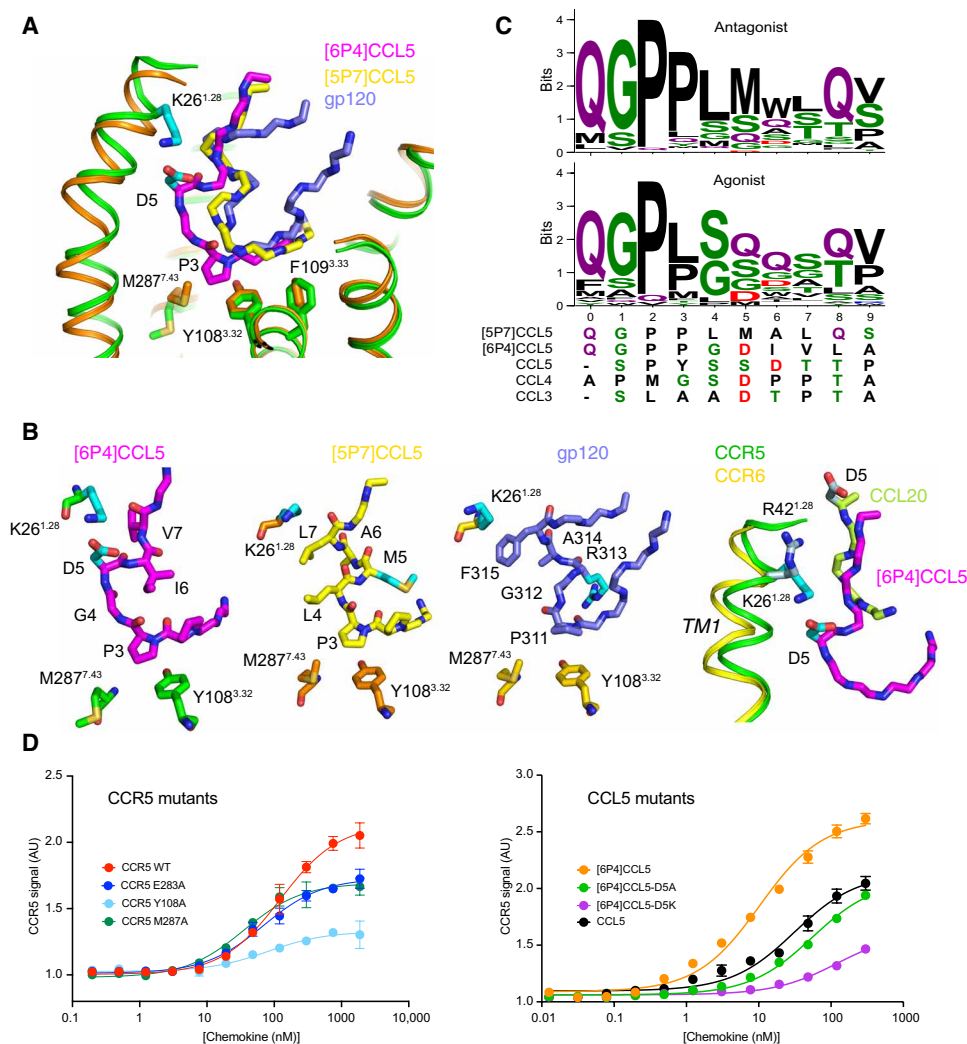 A
[6P4]CCL5
[5P7]CCL5
gp120
K26^1.28
D5
P3
M287^7.43
F109^3.33
Y108^3.32
C
Antagonist
Bits
4
2
0
Agonist
Bits
4
2
0
0 1 2 3 4 5 6 7 8 9
[5P7]CCL5 Q G P P L M A L Q S
[6P4]CCL5 Q G P P G D I V L A
CCL5 - S P Y S S D T T P
CCL4 A P M G S D P P T A
CCL3 - S L A A D T P T A
B
[6P4]CCL5
K26^1.28
V7
D5
I6
G4
P3
M287^7.43
Y108^3.32
[5P7]CCL5
K26^1.28
L7
A6
M5
L4
P3
M287^7.43
Y108^3.32
gp120
K26^1.28
A314
R313
F315
G312
P311
M287^7.43
Y108^3.32
CCR5
CCR6
D5
CCL20
R42^1.28
[6P4]CCL5
K26^1.28
TM1
D5
D
CCR5 mutants
CCR5 signal (AU)
2.5
2.0
1.5
1.0
CCR5 WT
CCR5 E283A
CCR5 Y108A
CCR5 M287A
0.1 1 10 100 1000 10,000
[Chemokine (nM)]
CCL5 mutants
CCR5 signal (AU)
3.0
2.5
2.0
1.5
1.0
[6P4]CCL5
[6P4]CCL5-D5A
[6P4]CCL5-D5K
CCL5
0.01 0.1 1 10 100 1000
[Chemokine (nM)]